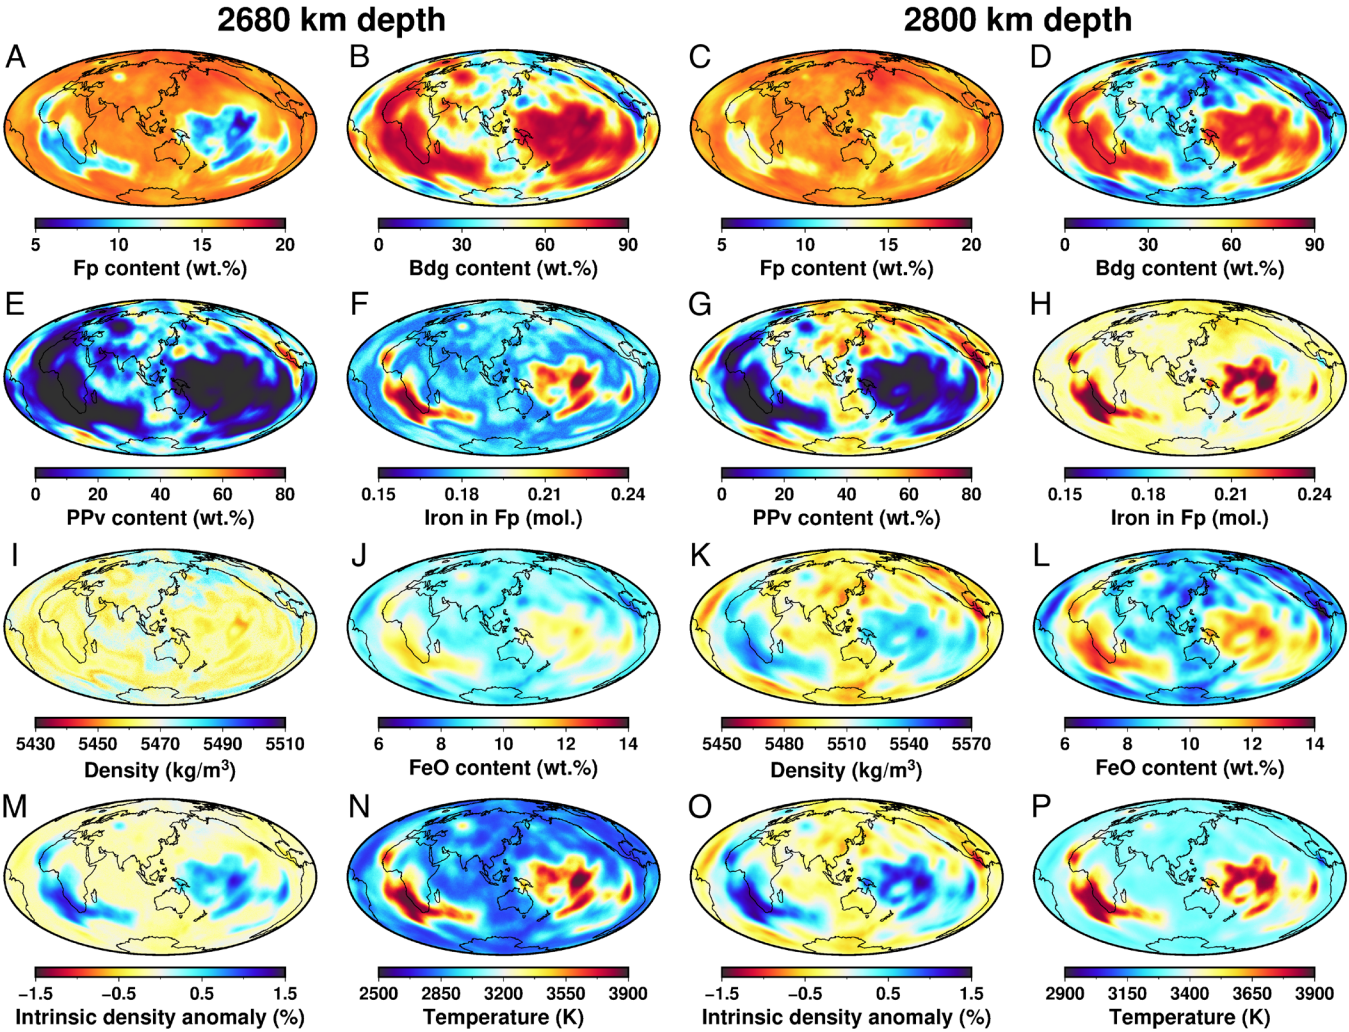 2680 km depth 2800 km depth
A B C D
5 10 15 20 0 30 60 90 5 10 15 20 0 30 60 90
Fp content (wt.%) Bdg content (wt.%) Fp content (wt.%) Bdg content (wt.%)
E F G H
0 20 40 60 80 0.15 0.18 0.21 0.24 0 20 40 60 80 0.15 0.18 0.21 0.24
PPv content (wt.%) Iron in Fp (mol.) PPv content (wt.%) Iron in Fp (mol.)
I J K L
5430 5450 5470 5490 5510 6 8 10 12 14 5450 5480 5510 5540 5570 6 8 10 12 14
Density (kg/m³) FeO content (wt.%) Density (kg/m³) FeO content (wt.%)
M N O P
−1.5 −0.5 0.5 1.5 2500 2850 3200 3550 3900 −1.5 −0.5 0.5 1.5 2900 3150 3400 3650 3900
Intrinsic density anomaly (%) Temperature (K) Intrinsic density anomaly (%) Temperature (K)